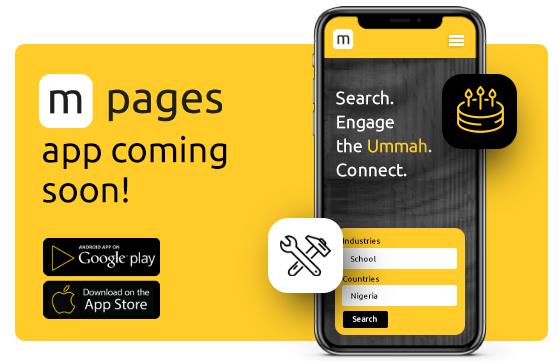 m pages
app coming
soon!
ANDROID APP ON
Google play
Download on the
App Store
m
Search.
Engage
the Ummah.
Connect.
Industries
School
Countries
Nigeria
Search